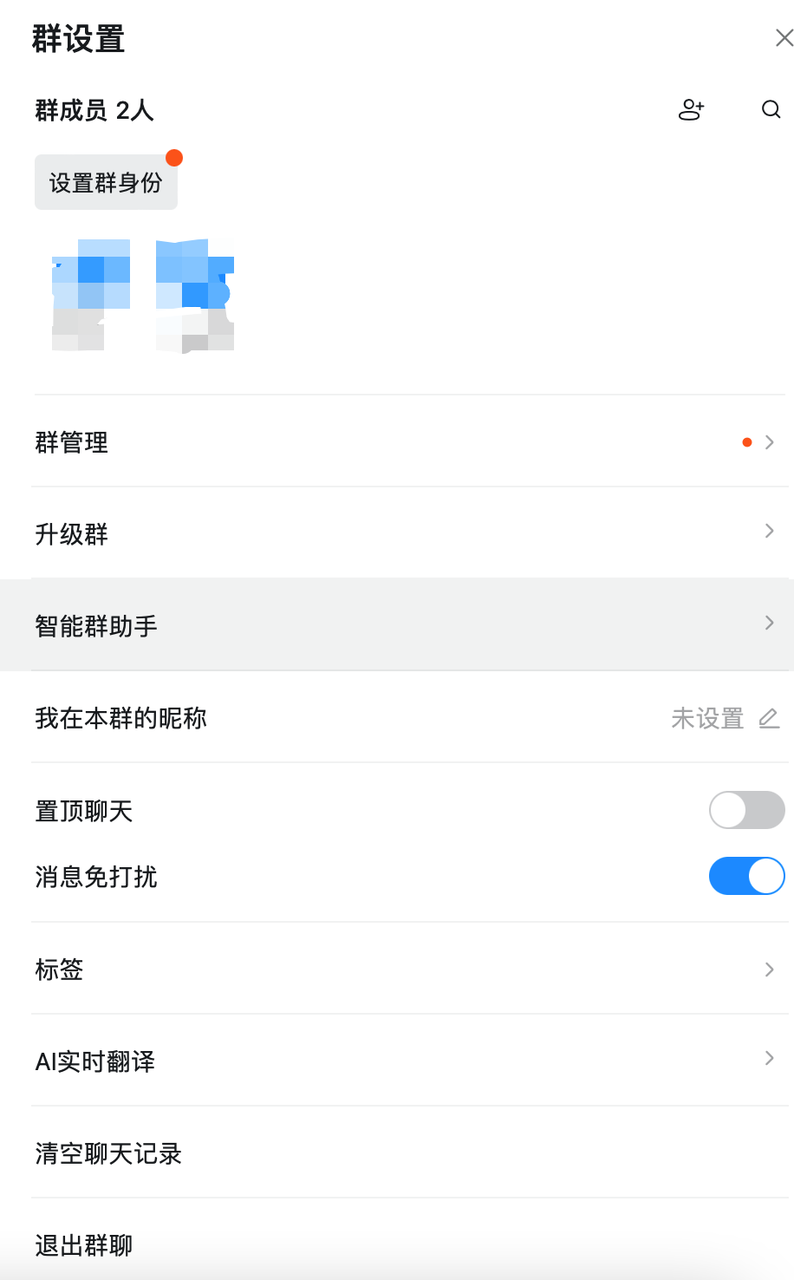 群设置
群成员 2人
设置群身份
群管理
升级群
智能群助手
我在本群的昵称 未设置
置顶聊天
消息免打扰
标签
AI实时翻译
清空聊天记录
退出群聊